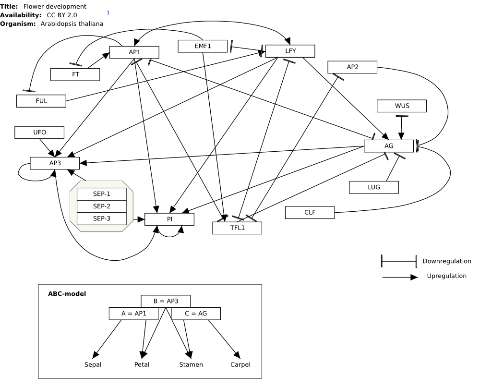 Title: Flower development
Availability: CC BY 2.0 1
Organism: Arabidopsis thaliana
EMF1
AP1
LFY
FT
AP2
FUL
WUS
UFO
AG
AP3
LUG
SEP-1
SEP-2
SEP-3
PI
CLF
TFL1
Downregulation
Upregulation
ABC-model
B = AP3
A = AP1 C = AG
Sepal Petal Stamen Carpel